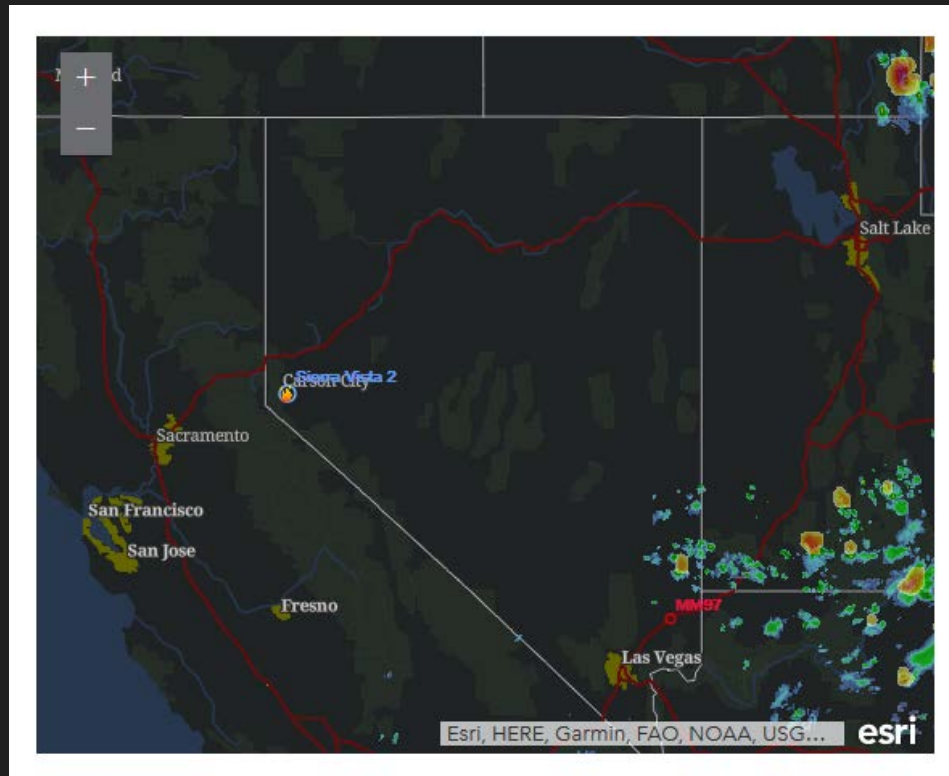 +
−
Salt Lake
Sierra Vista 2
Carson City
Sacramento
San Francisco
San Jose
Fresno
MM97
Las Vegas
Esri, HERE, Garmin, FAO, NOAA, USG... esri